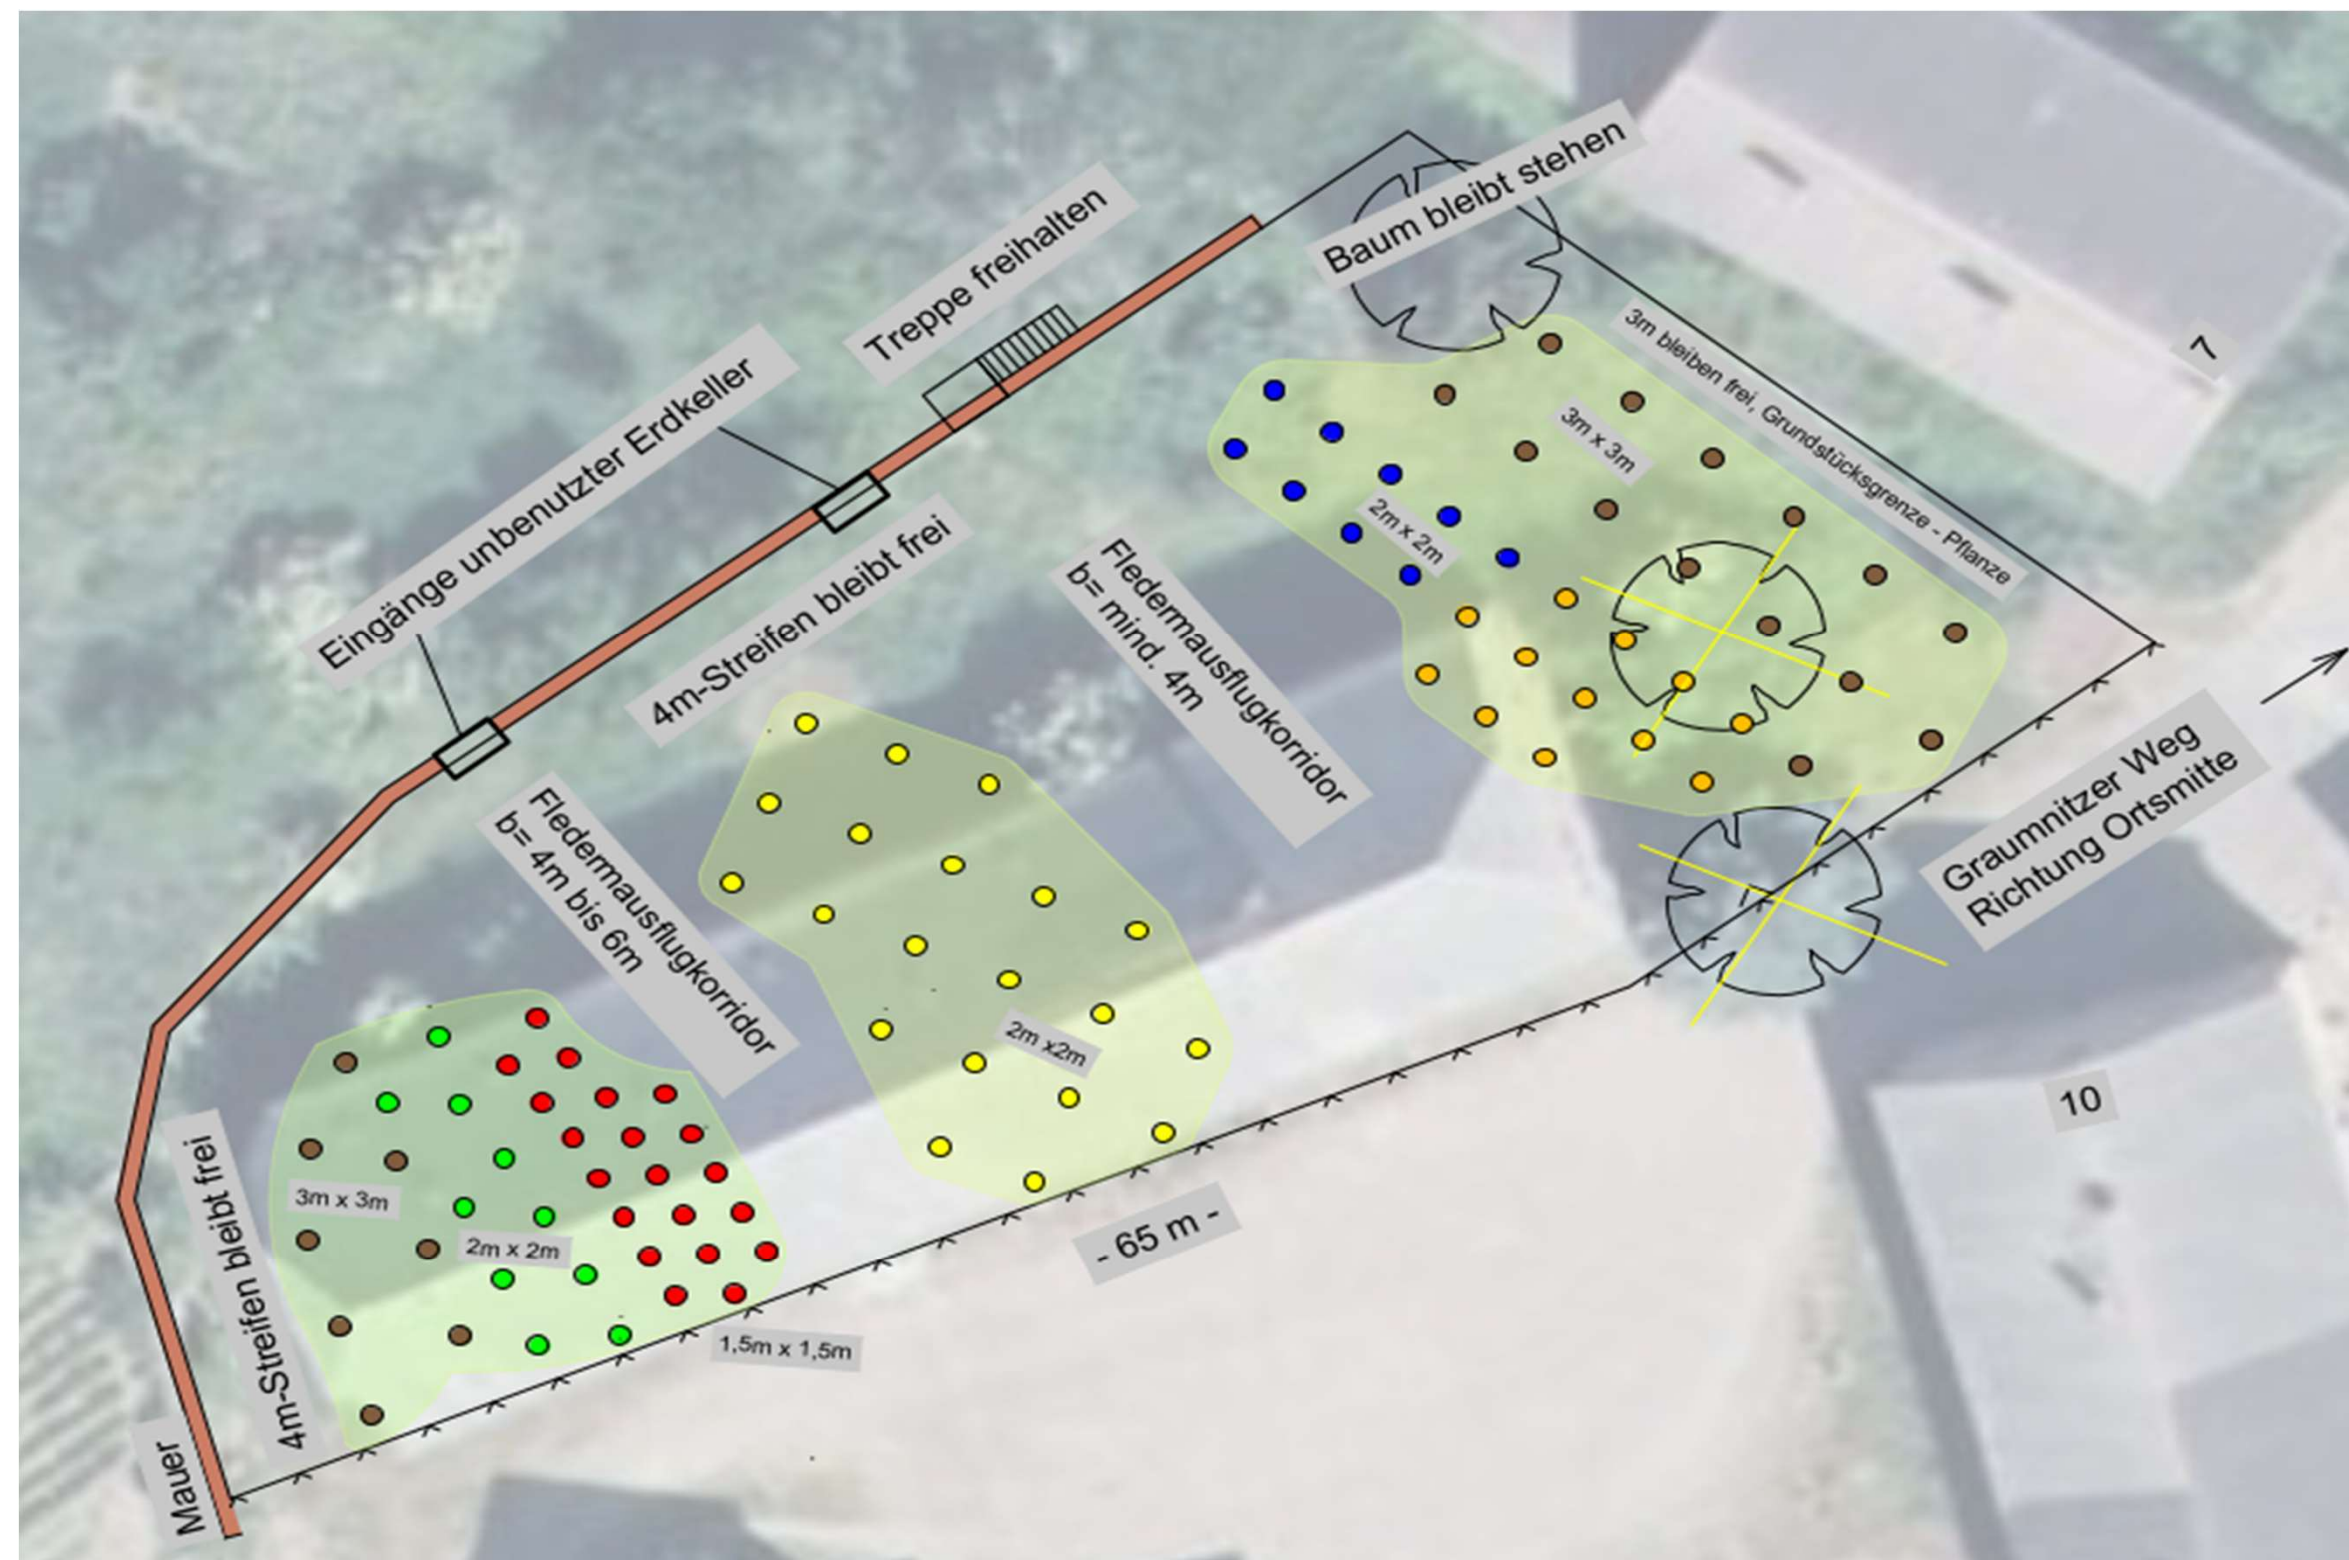 Baum bleibt stehen
Treppe freihalten
Eingänge unbenutzter Erdkeller
3m bleiben frei, Grundstücksgrenze - Pflanze
7
3m x 3m
2m x 2m
4m-Streifen bleibt frei
Fledermausflugkorridor
b= mind. 4m
Graumnitzer Weg
Richtung Ortsmitte
Fledermausflugkorridor
b= 4m bis 6m
2m x2m
10
3m x 3m
2m x 2m
- 65 m -
4m-Streifen bleibt frei
1,5m x 1,5m
Mauer